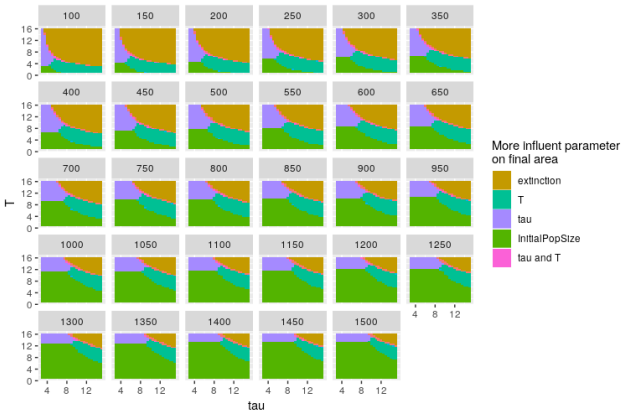 100 150 200 250 300 350
16
12
8
4
0
400 450 500 550 600 650
16
12
8
4
0
700 750 800 850 900 950
16
12
8
4
0
1000 1050 1100 1150 1200 1250
16
12
8
4
0
4 8 12
1300 1350 1400 1450 1500
16
12
8
4
0
4 8 12 4 8 12 4 8 12 4 8 12 4 8 12
tau
T
More influent parameter
on final area
extinction
T
tau
InitialPopSize
tau and T